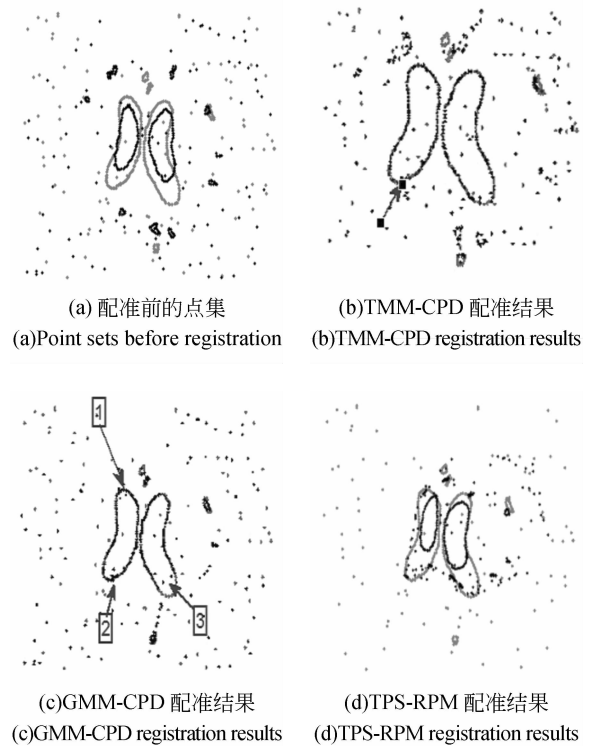 (a) 配准前的点集
(a)Point sets before registration
(b)TMM-CPD 配准结果
(b)TMM-CPD registration results
1
2
3
(c)GMM-CPD 配准结果
(c)GMM-CPD registration results
(d)TPS-RPM 配准结果
(d)TPS-RPM registration results